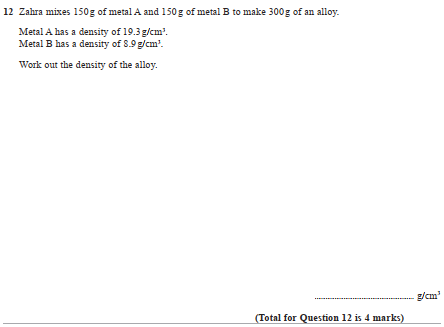 12 Zahra mixes 150 g of metal A and 150 g of metal B to make 300 g of an alloy.
Metal A has a density of 19.3 g/cm³.
Metal B has a density of 8.9 g/cm³.
Work out the density of the alloy.
.......................................... g/cm³
(Total for Question 12 is 4 marks)